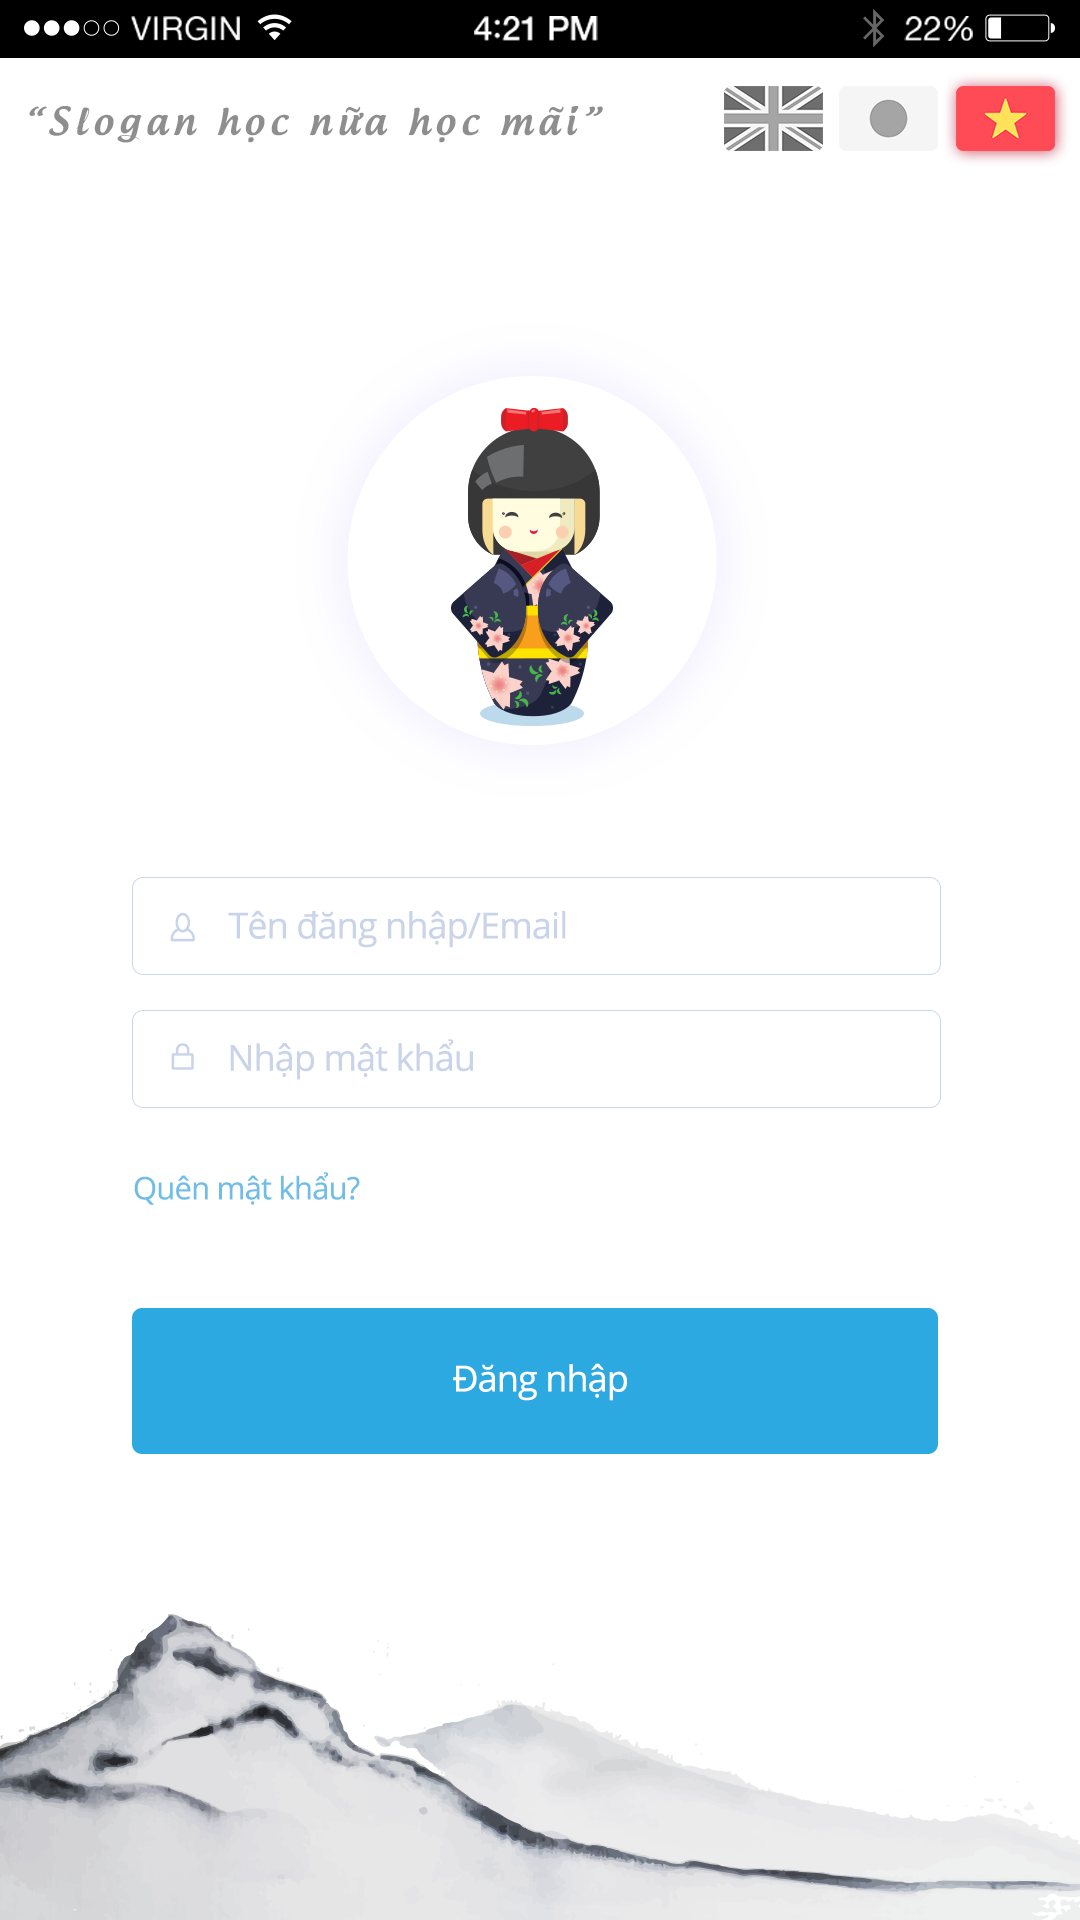 VIRGIN 4:21 PM 22%
“Slogan học nữa học mãi”
Tên đăng nhập/Email
Nhập mật khẩu
Quên mật khẩu?
Đăng nhập